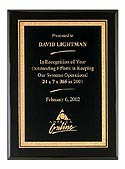 Presented to
DAVID LIGHTMAN
In Recognition of Your
Outstanding Efforts in Keeping
Our Systems Operational
24 x 7 x 365 in 2001
February 6, 2002
Online